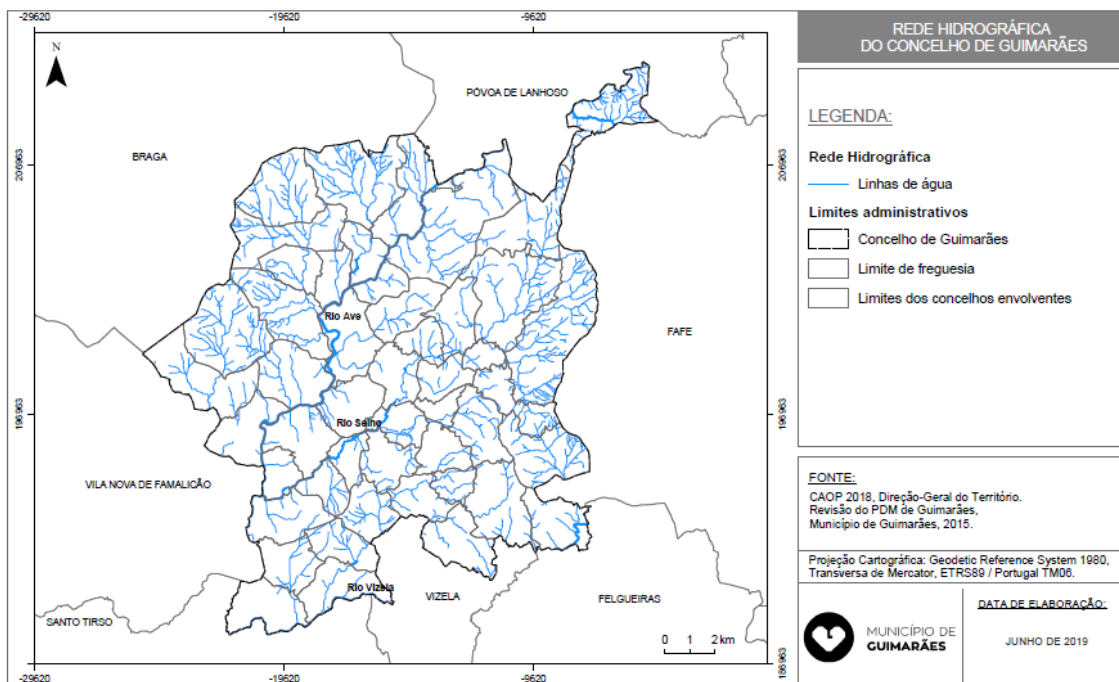 -29620
-19620
-9620
REDE HIDROGRÁFICA
DO CONCELHO DE GUIMARÃES
N
PÓVOA DE LANHOSO
BRAGA
206963
206963
LEGENDA:
Rede Hidrográfica
Linhas de água
Limites administrativos
Concelho de Guimarães
Limite de freguesia
Limites dos concelhos envolventes
Rio Ave
FAFE
196963
196963
Rio Selho
VILA NOVA DE FAMALICÃO
FONTE:
CAOP 2018, Direção-Geral do Território.
Revisão do PDM de Guimarães,
Município de Guimarães, 2015.
Projeção Cartográfica: Geodetic Reference System 1980,
Transversa de Mercator, ETRS89 / Portugal TM06.
Rio Vizela
VIZELA
FELGUEIRAS
SANTO TIRSO
0 1 2 km
186963
MUNICÍPIO DE
GUIMARÃES
DATA DE ELABORAÇÃO:
JUNHO DE 2019
-29620
-19620
-9620